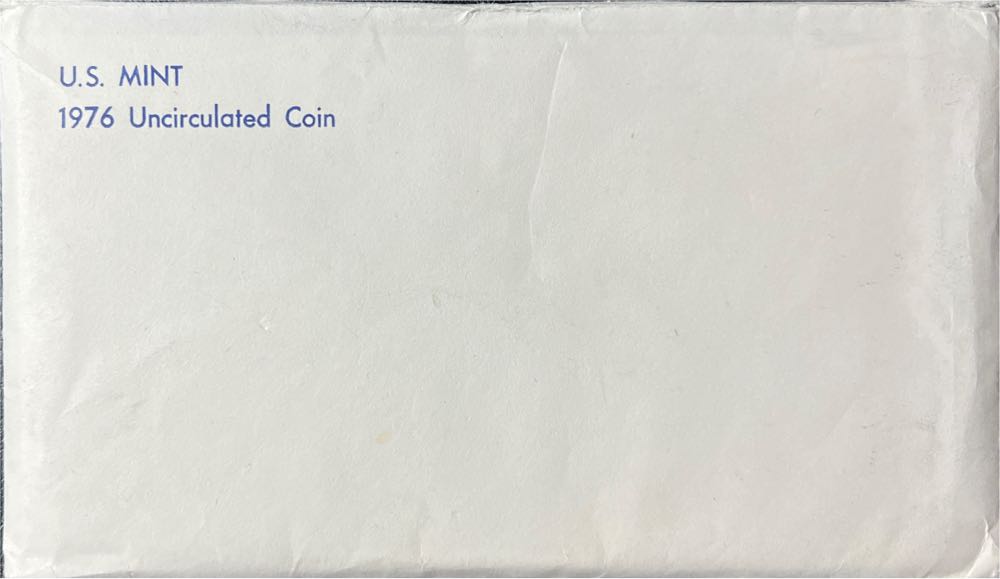 U.S. MINT
1976 Uncirculated Coin